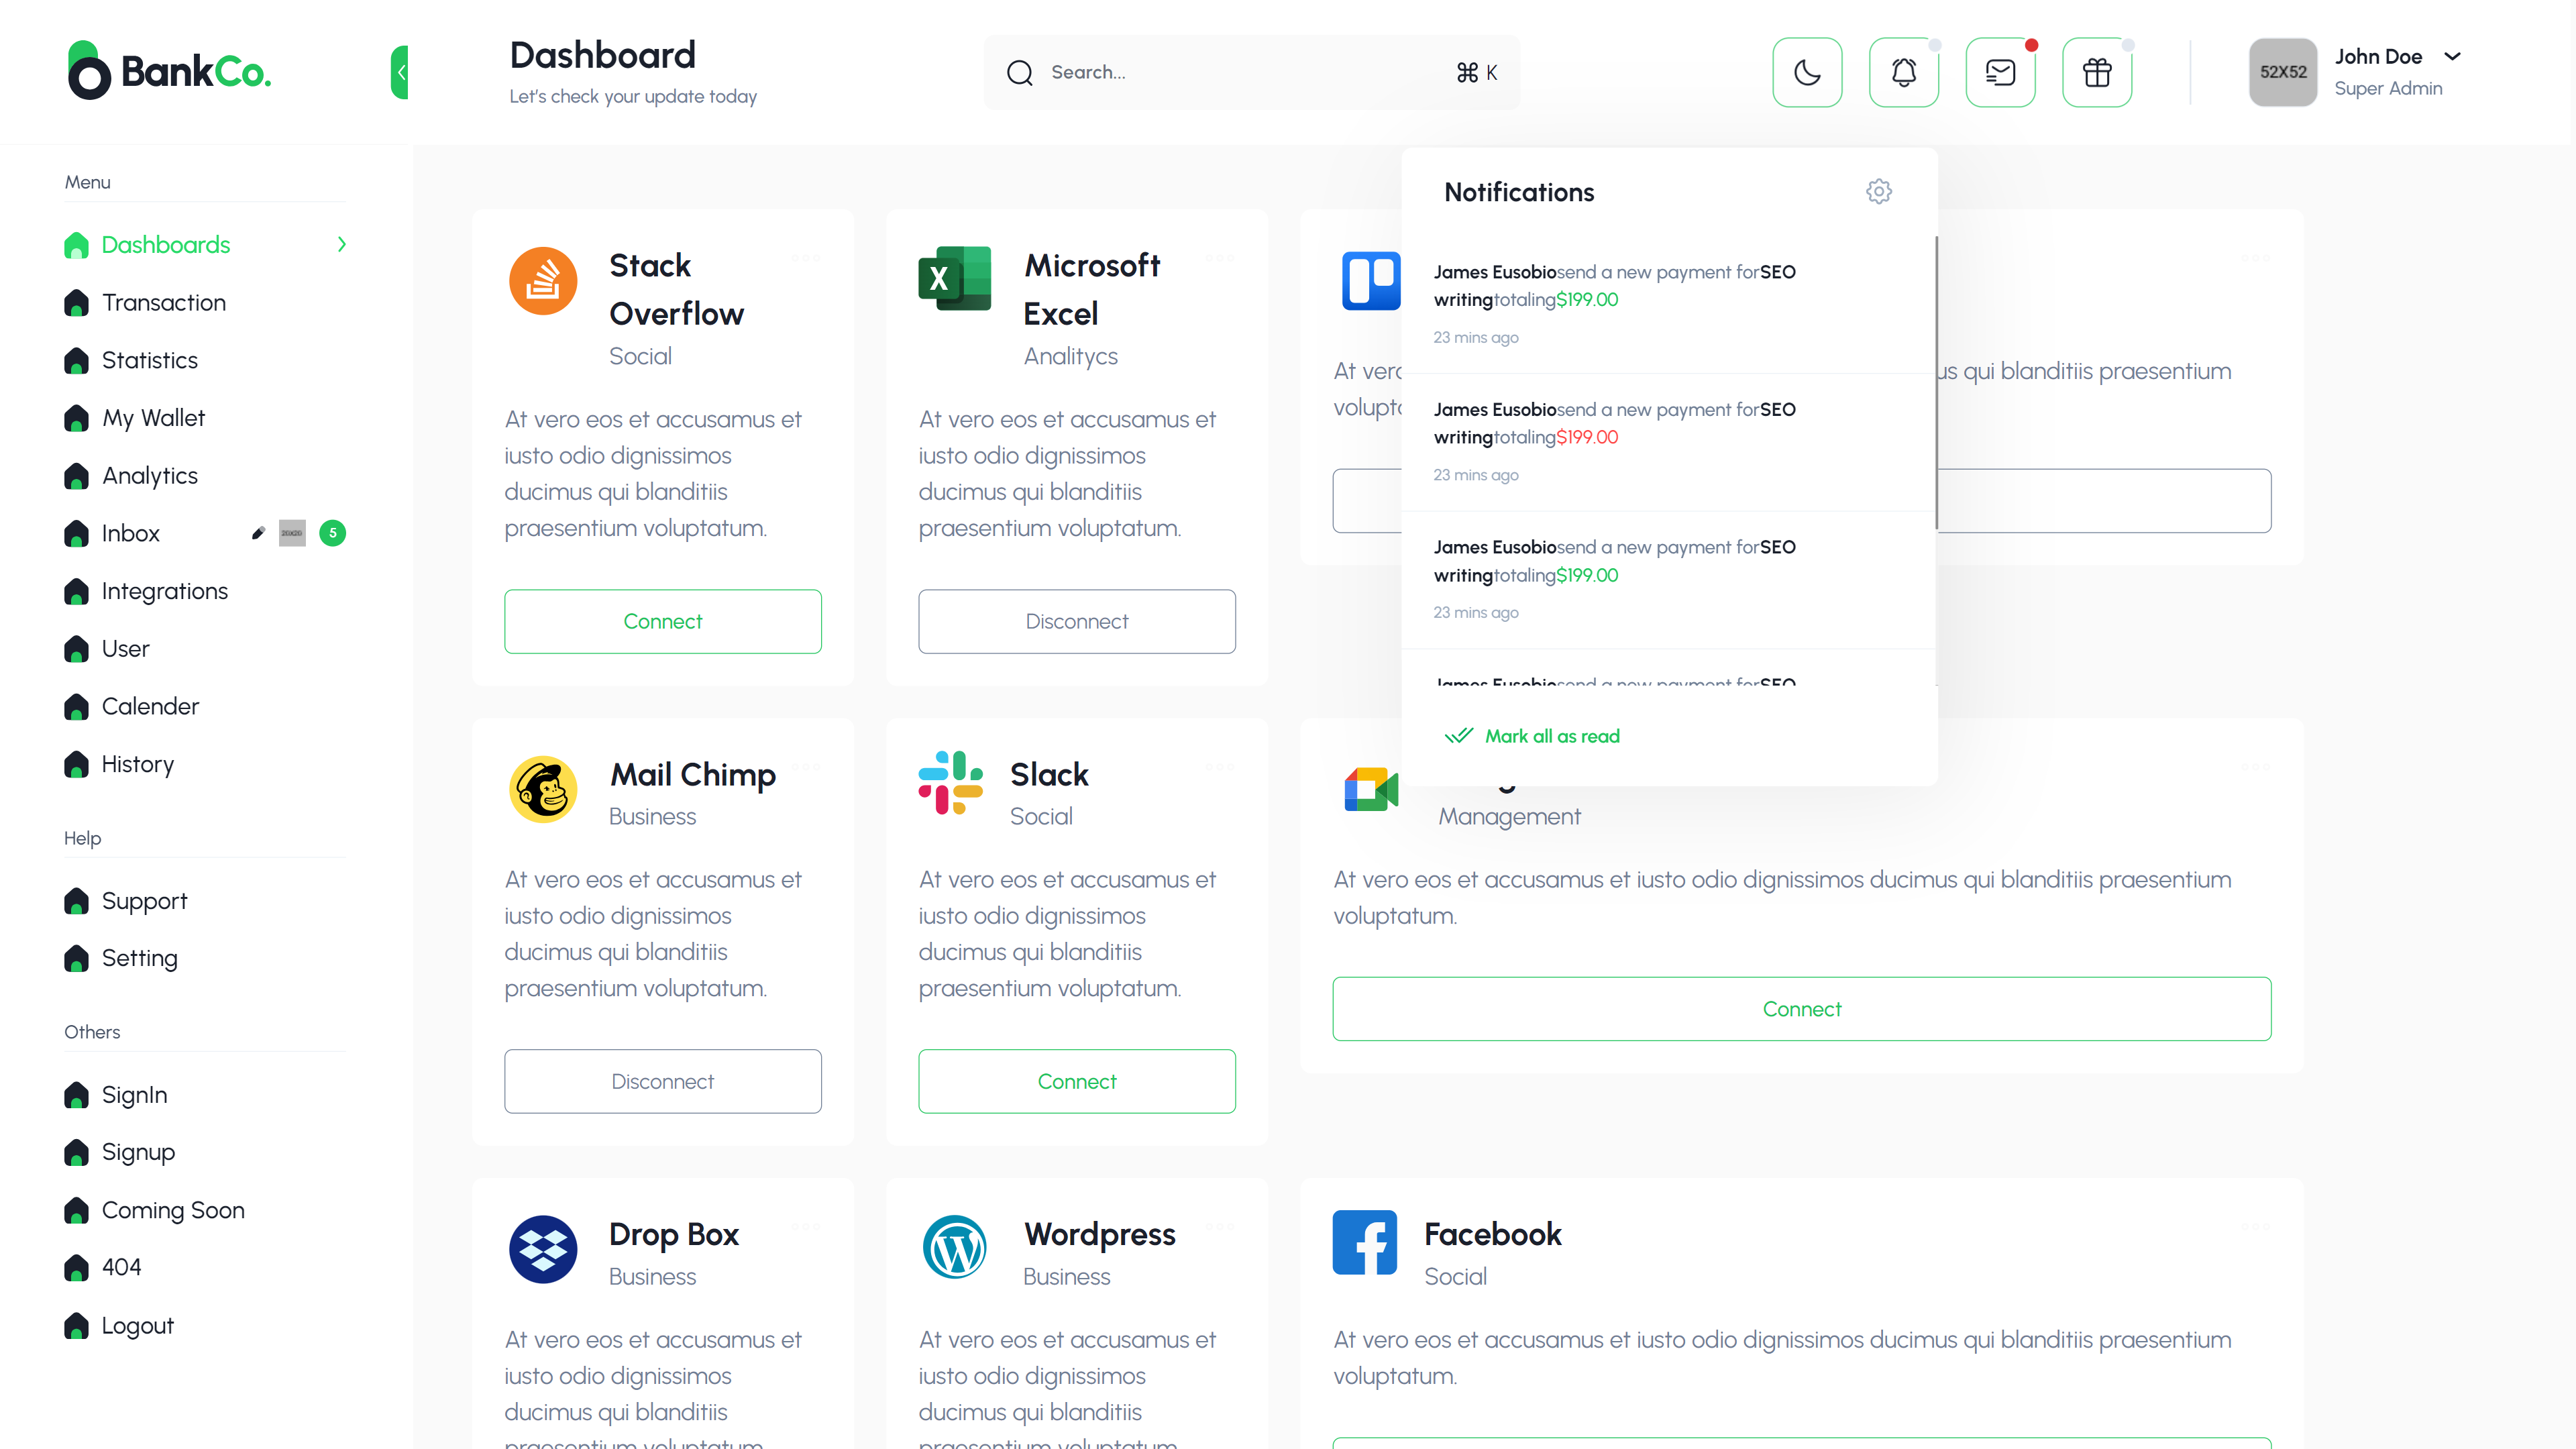 BankCo.
Dashboard
Let's check your update today
Search...
⌘ K
52X52
John Doe
Super Admin
Menu
Dashboards
Transaction
Statistics
My Wallet
Analytics
Inbox
5
Integrations
User
Calender
History
Help
Support
Setting
Others
SignIn
Signup
Coming Soon
404
Logout
Stack
Overflow
Social
At vero eos et accusamus et
iusto odio dignissimos
ducimus qui blanditiis
praesentium voluptatum.
Connect
Microsoft
Excel
Analitycs
At vero eos et accusamus et
iusto odio dignissimos
ducimus qui blanditiis
praesentium voluptatum.
Disconnect
At
us qui blanditiis praesentium
Notifications
James Eusobiosend a new payment forSEO
writingtotaling$199.00
23 mins ago
James Eusobiosend a new payment forSEO
writingtotaling$199.00
23 mins ago
James Eusobiosend a new payment forSEO
writingtotaling$199.00
23 mins ago
James Eusobiosend a new payment forSEO
Mark all as read
Mail Chimp
Business
At vero eos et accusamus et
iusto odio dignissimos
ducimus qui blanditiis
praesentium voluptatum.
Disconnect
Slack
Social
At vero eos et accusamus et
iusto odio dignissimos
ducimus qui blanditiis
praesentium voluptatum.
Connect
Management
At vero eos et accusamus et iusto odio dignissimos ducimus qui blanditiis praesentium
voluptatum.
Connect
Drop Box
Business
At vero eos et accusamus et
iusto odio dignissimos
ducimus qui blanditiis
praesentium voluptatum.
Wordpress
Business
At vero eos et accusamus et
iusto odio dignissimos
ducimus qui blanditiis
praesentium voluptatum.
Facebook
Social
At vero eos et accusamus et iusto odio dignissimos ducimus qui blanditiis praesentium
voluptatum.